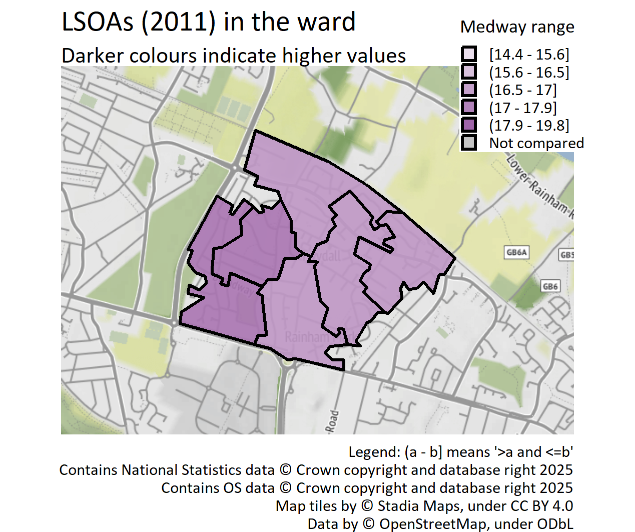 LSOAs (2011) in the ward
Darker colours indicate higher values
Medway range
[14.4 - 15.6]
(15.6 - 16.5]
(16.5 - 17]
(17 - 17.9]
(17.9 - 19.8]
Not compared
Lower-Rainham-R
GB6A
GBS
GB6
Rainham
-Road
Legend: (a - b] means '>a and <=b'
Contains National Statistics data © Crown copyright and database right 2025
Contains OS data © Crown copyright and database right 2025
Map tiles by © Stadia Maps, under CC BY 4.0
Data by © OpenStreetMap, under ODbL